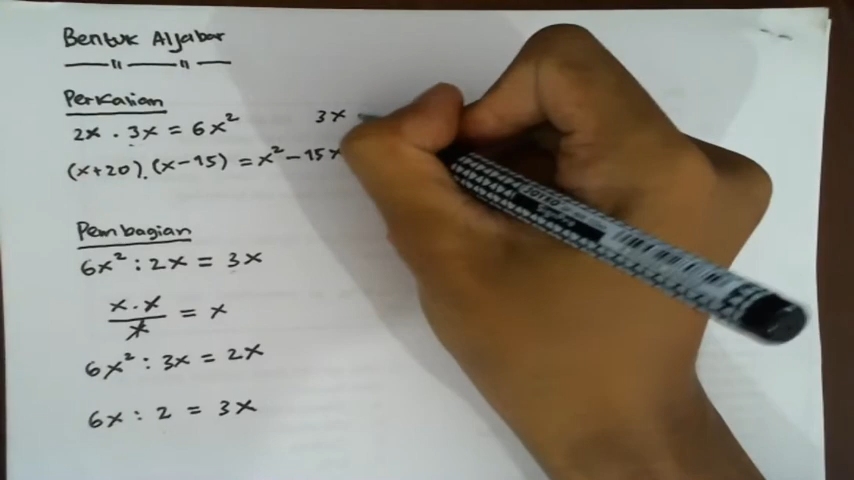 Bentuk Aljabar
Perkalian
2x . 3x = 6x²
3x
(x+20).(x-15) = x² - 15x
Pembagian
6x² : 2x = 3x
x . x / x = x
6x² : 3x = 2x
6x : 2 = 3x